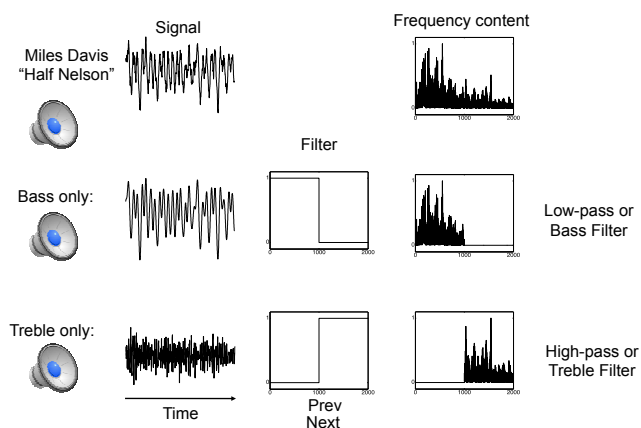 Signal
Frequency content
Miles Davis
“Half Nelson”
1
0
0 1000 2000
Filter
Bass only:
1
0
0 1000 2000
1
0
0 1000 2000
Low-pass or
Bass Filter
Treble only:
1
0
0 1000 2000
1
0
0 1000 2000
High-pass or
Treble Filter
Time
Prev
Next